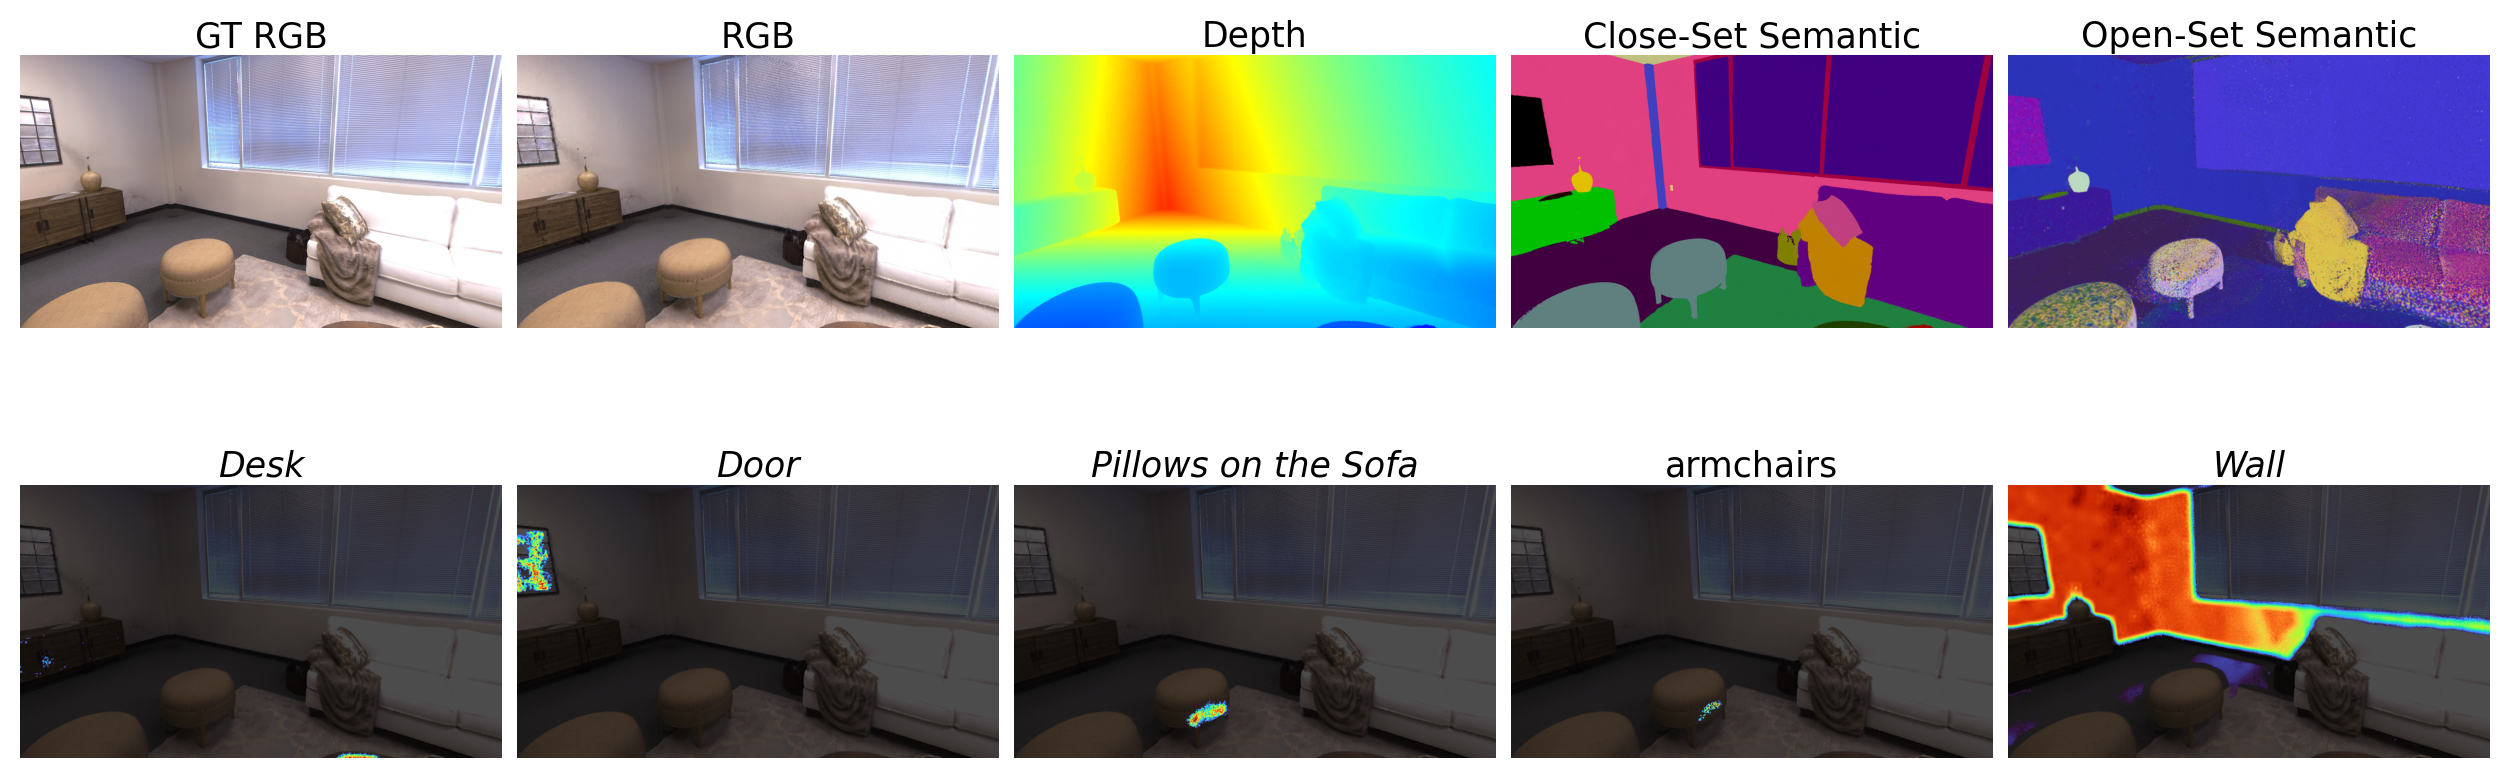 GT RGB
RGB
Depth
Close-Set Semantic
Open-Set Semantic
Desk
Door
Pillows on the Sofa
armchairs
Wall